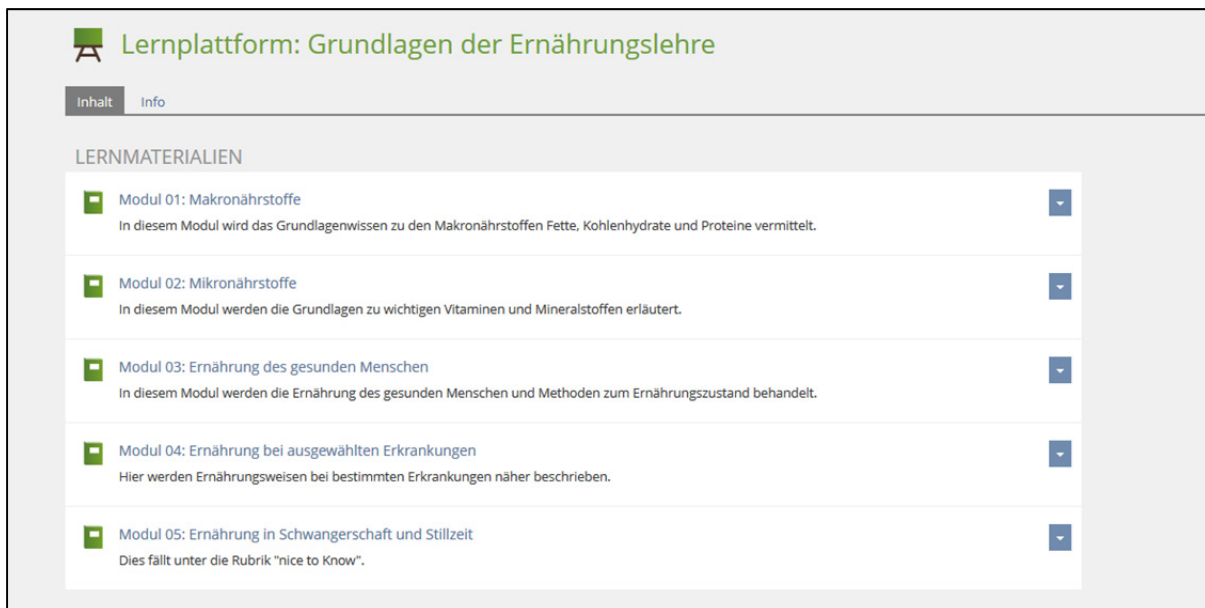 Lernplattform: Grundlagen der Ernährungslehre
Inhalt Info
LERNMATERIALIEN
Modul 01: Makronährstoffe
In diesem Modul wird das Grundlagenwissen zu den Makronährstoffen Fette, Kohlenhydrate und Proteine vermittelt.
Modul 02: Mikronährstoffe
In diesem Modul werden die Grundlagen zu wichtigen Vitaminen und Mineralstoffen erläutert.
Modul 03: Ernährung des gesunden Menschen
In diesem Modul werden die Ernährung des gesunden Menschen und Methoden zum Ernährungszustand behandelt.
Modul 04: Ernährung bei ausgewählten Erkrankungen
Hier werden Ernährungsweisen bei bestimmten Erkrankungen näher beschrieben.
Modul 05: Ernährung in Schwangerschaft und Stillzeit
Dies fällt unter die Rubrik "nice to Know".